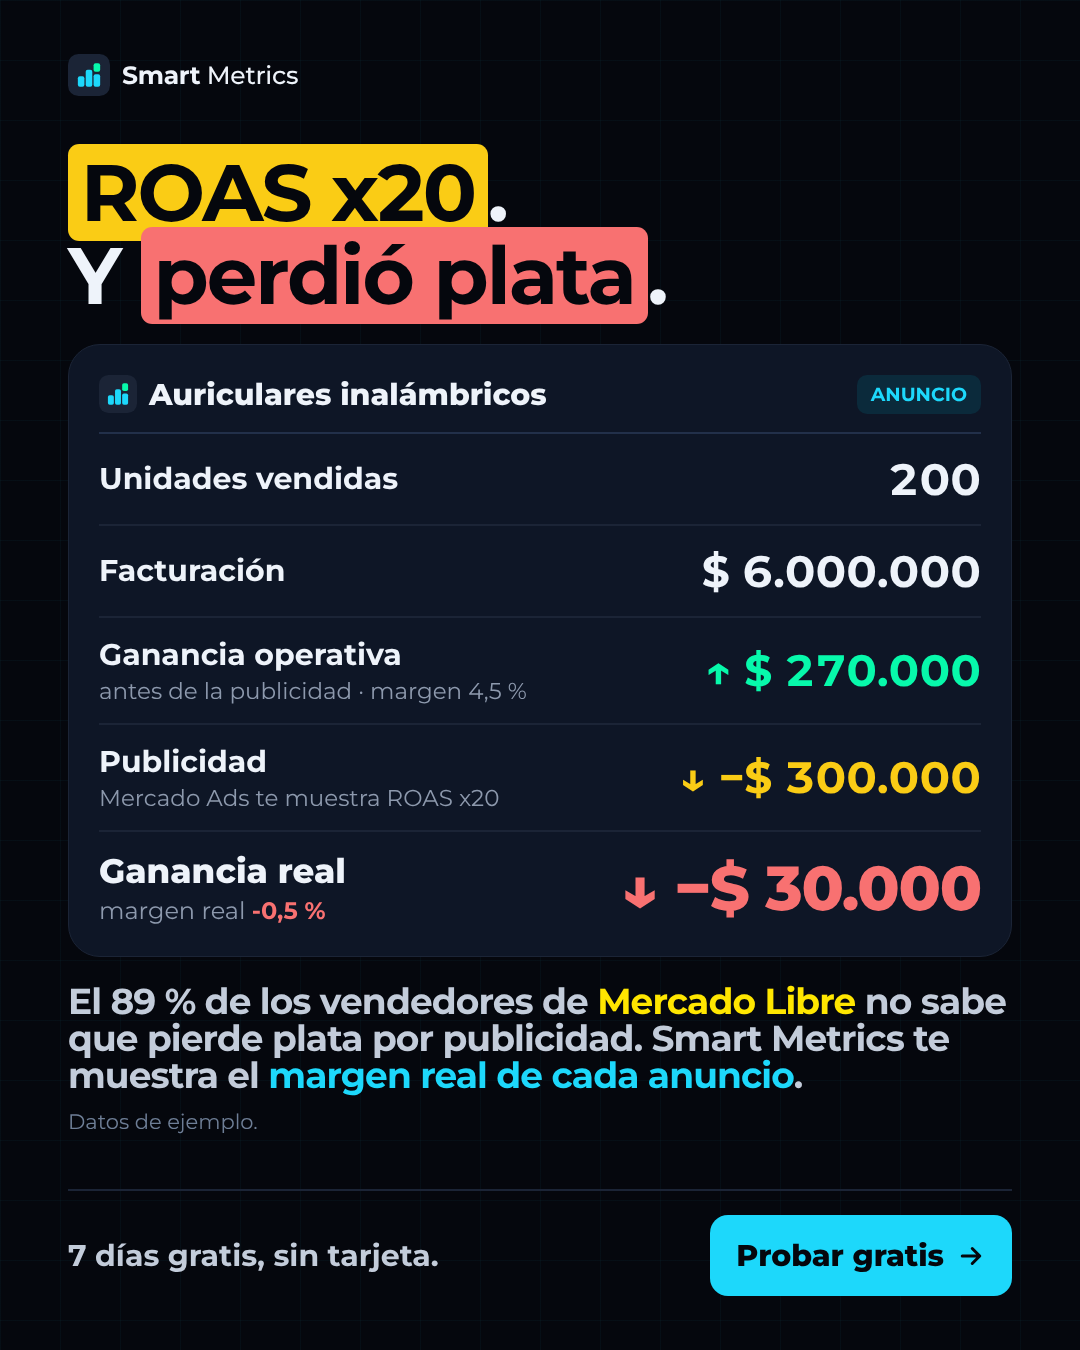 Smart Metrics
ROAS x20.
Y perdió plata.
Auriculares inalámbricos
ANUNCIO
Unidades vendidas
200
Facturación
$ 6.000.000
Ganancia operativa
antes de la publicidad · margen 4,5 %
↑ $ 270.000
Publicidad
Mercado Ads te muestra ROAS x20
↓ −$ 300.000
Ganancia real
margen real -0,5 %
↓ −$ 30.000
El 89 % de los vendedores de Mercado Libre no sabe
que pierde plata por publicidad. Smart Metrics te
muestra el margen real de cada anuncio.
Datos de ejemplo.
7 días gratis, sin tarjeta.
Probar gratis →